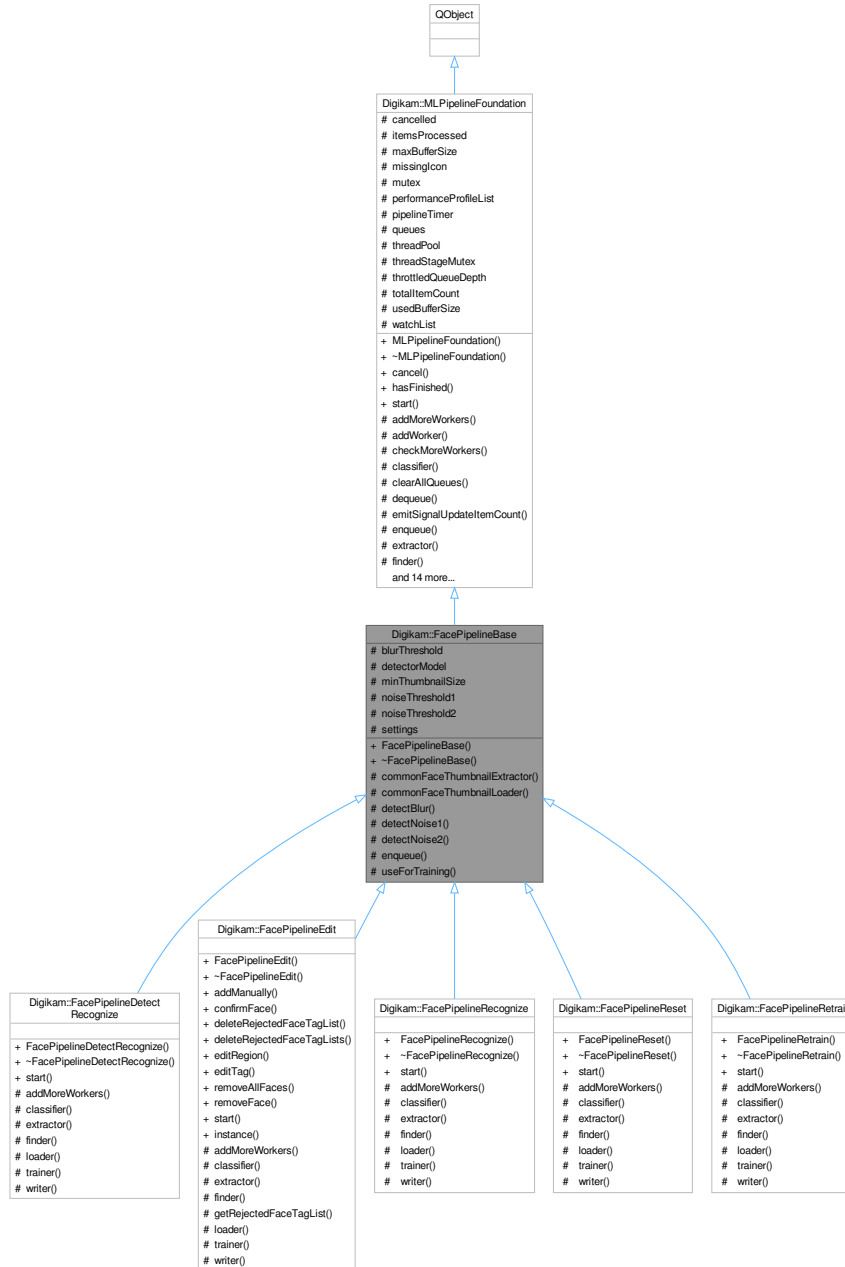 QObject
Digikam::MLPipelineFoundation
# cancelled
# itemsProcessed
# maxBufferSize
# missingIcon
# mutex
# performanceProfileList
# pipelineTimer
# queues
# threadPool
# threadStageMutex
# throttledQueueDepth
# totalItemCount
# usedBufferSize
# watchList
+ MLPipelineFoundation()
+ ~MLPipelineFoundation()
+ cancel()
+ hasFinished()
+ start()
# addMoreWorkers()
# addWorker()
# checkMoreWorkers()
# classifier()
# clearAllQueues()
# dequeue()
# emitSignalUpdateItemCount()
# enqueue()
# extractor()
# finder()
and 14 more...
Digikam::FacePipelineBase
# blurThreshold
# detectorModel
# minThumbnailSize
# noiseThreshold1
# noiseThreshold2
# settings
+ FacePipelineBase()
+ ~FacePipelineBase()
# commonFaceThumbnailExtractor()
# commonFaceThumbnailLoader()
# detectBlur()
# detectNoise1()
# detectNoise2()
# enqueue()
# useForTraining()
Digikam::FacePipelineDetect
Recognize
+ FacePipelineDetectRecognize()
+ ~FacePipelineDetectRecognize()
+ start()
# addMoreWorkers()
# classifier()
# extractor()
# finder()
# loader()
# trainer()
# writer()
Digikam::FacePipelineEdit
+ FacePipelineEdit()
+ ~FacePipelineEdit()
+ addManually()
+ confirmFace()
+ deleteRejectedFaceTagList()
+ deleteRejectedFaceTagLists()
+ editRegion()
+ editTag()
+ removeAllFaces()
+ removeFace()
+ start()
+ instance()
# addMoreWorkers()
# classifier()
# extractor()
# finder()
# getRejectedFaceTagList()
# loader()
# trainer()
# writer()
Digikam::FacePipelineRecognize
+ FacePipelineRecognize()
+ ~FacePipelineRecognize()
+ start()
# addMoreWorkers()
# classifier()
# extractor()
# finder()
# loader()
# trainer()
# writer()
Digikam::FacePipelineReset
+ FacePipelineReset()
+ ~FacePipelineReset()
+ start()
# addMoreWorkers()
# classifier()
# extractor()
# finder()
# loader()
# trainer()
# writer()
Digikam::FacePipelineRetrai
+ FacePipelineRetrain()
+ ~FacePipelineRetrain()
+ start()
# addMoreWorkers()
# classifier()
# extractor()
# finder()
# loader()
# trainer()
# writer()